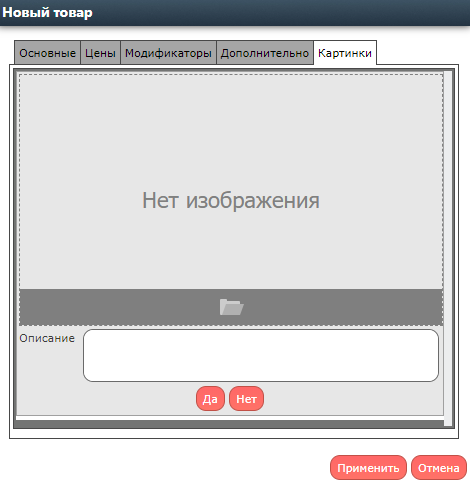 Новый товар
Основные Цены Модификаторы Дополнительно Картинки
Нет изображения
Описание
Да Нет
Применить Отмена